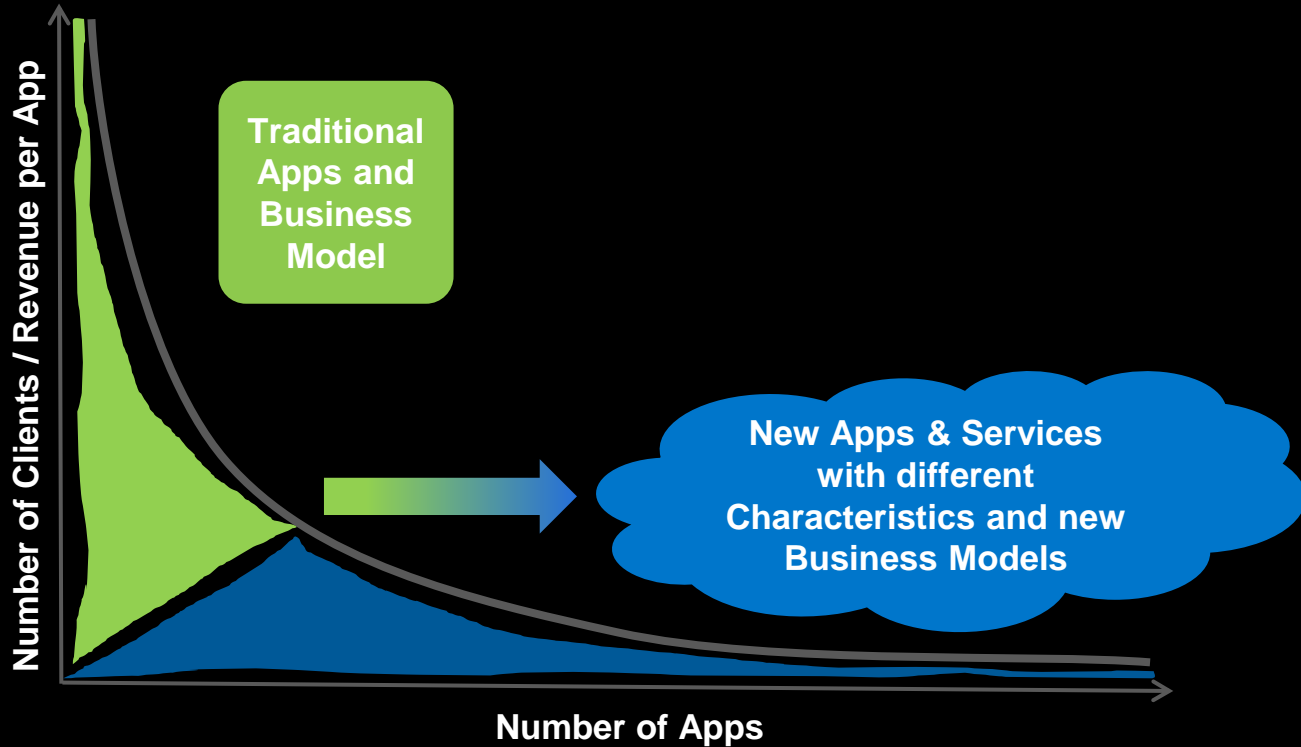 Number of Clients / Revenue per App
Traditional
Apps and
Business
Model
New Apps & Services
with different
Characteristics and new
Business Models
Number of Apps